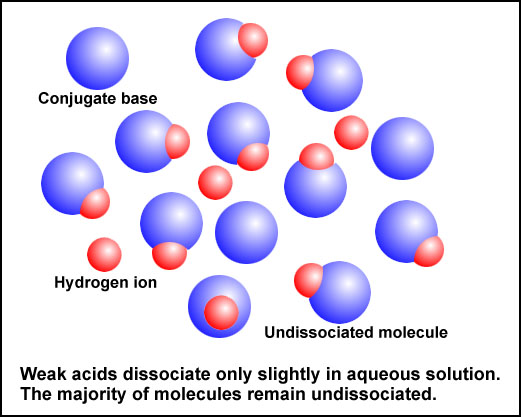 Conjugate base
Hydrogen ion
Undissociated molecule
Weak acids dissociate only slightly in aqueous solution.
The majority of molecules remain undissociated.